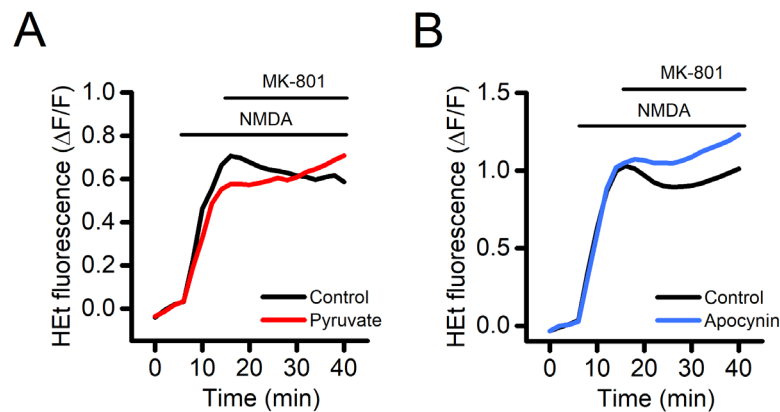 A
MK-801
NMDA
HEt fluorescence (ΔF/F)
1.0
0.8
0.6
0.4
0.2
0.0
Control
Pyruvate
0 10 20 30 40
Time (min)
B
MK-801
NMDA
HEt fluorescence (ΔF/F)
1.5
1.0
0.5
0.0
Control
Apocynin
0 10 20 30 40
Time (min)